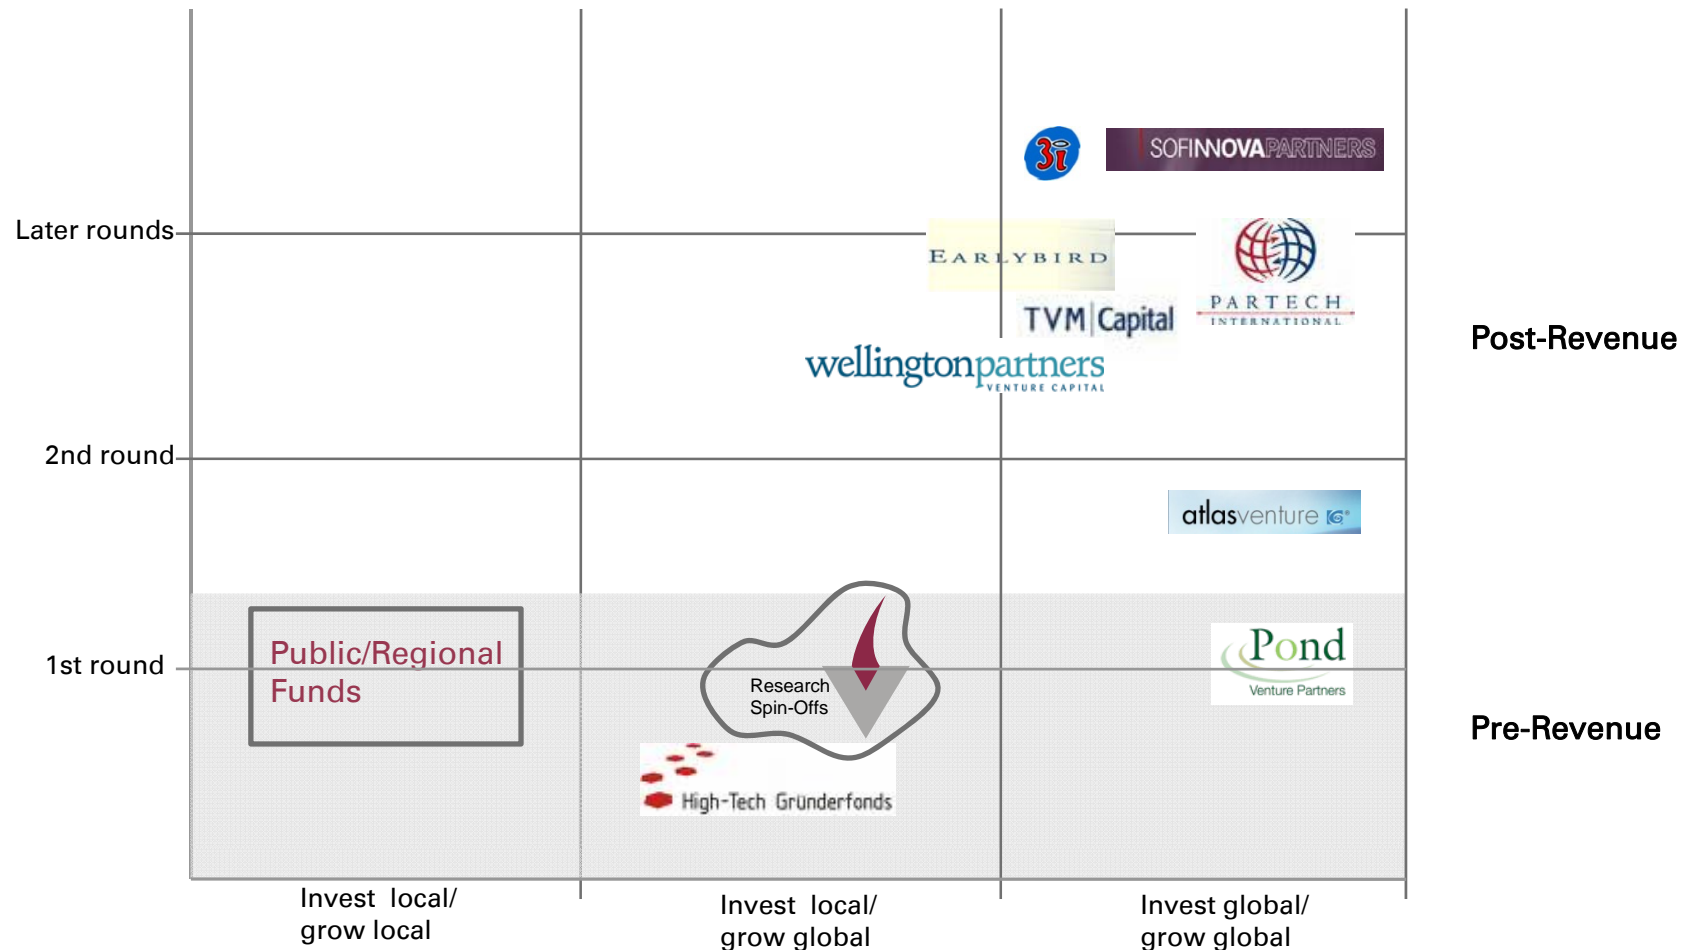 3i
SOFINNOVAPARTNERS
Later rounds
EARLYBIRD
PARTECH
INTERNATIONAL
TVM|Capital
Post-Revenue
wellingtonpartners
VENTURE CAPITAL
2nd round
atlasventure
Public/Regional
Funds
1st round
Research
Spin-Offs
Pond
Venture Partners
Pre-Revenue
High-Tech Gründerfonds
Invest local/
grow local
Invest local/
grow global
Invest global/
grow global